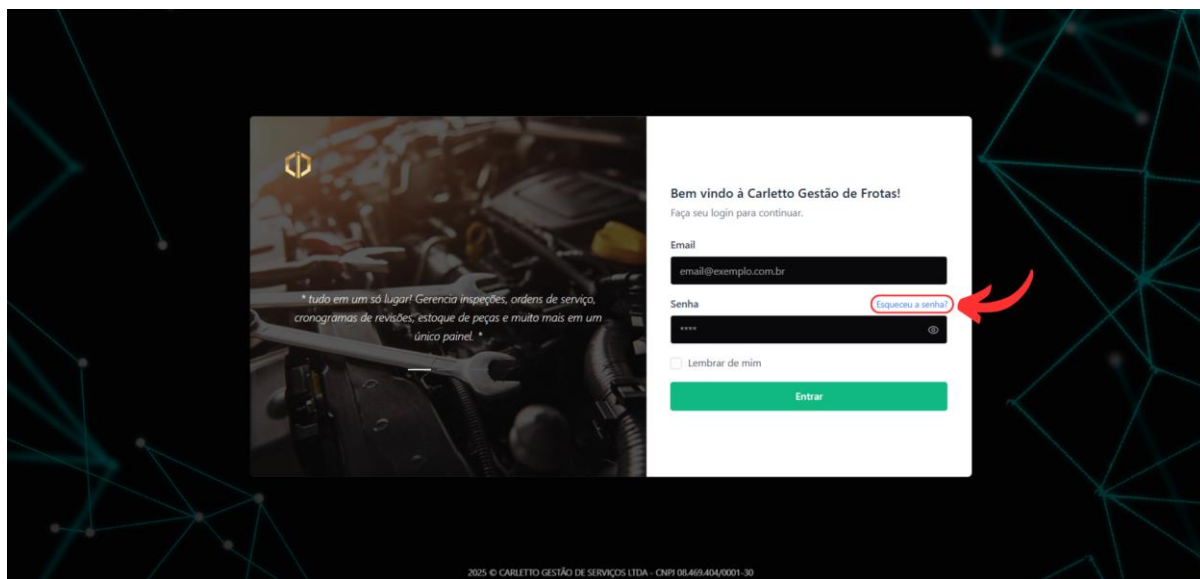 Bem vindo à Carletto Gestão de Frotas!
Faça seu login para continuar.
Email
email@exemplo.com.br
Senha
Esqueceu a senha?
****
Lembrar de mim
Entrar
" tudo em um só lugar! Gerencia inspeções, ordens de serviço,
cronogramas de revisões, estoque de peças e muito mais em um
único painel. "
2025 © CARLETTO GESTÃO DE SERVIÇOS LTDA - CNPJ 08.469.404/0001-30